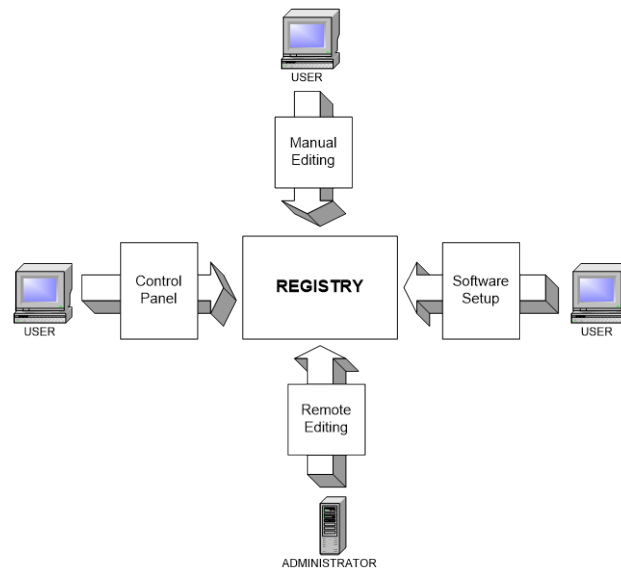 USER
Manual
Editing
USER
Control
Panel
REGISTRY
Software
Setup
USER
Remote
Editing
ADMINISTRATOR